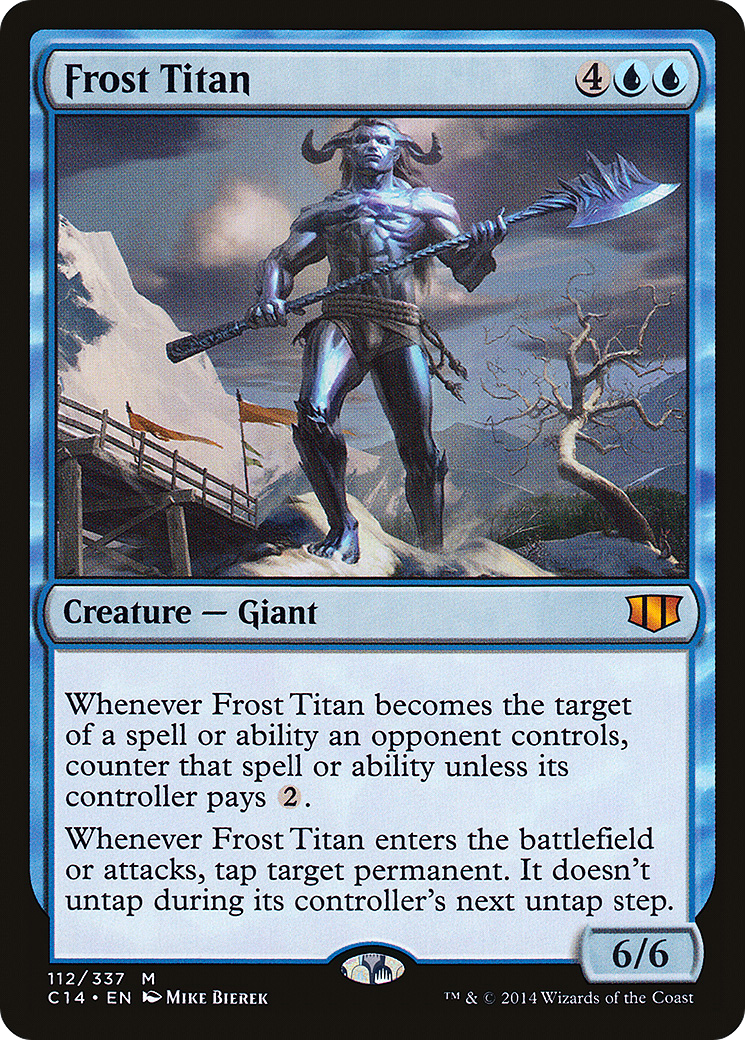 Frost Titan 4
Creature — Giant
Whenever Frost Titan becomes the target
of a spell or ability an opponent controls,
counter that spell or ability unless its
controller pays 2.
Whenever Frost Titan enters the battlefield
or attacks, tap target permanent. It doesn't
untap during its controller's next untap step.
6/6
112/337 M
C14 • EN Mike Bierek ™ & © 2014 Wizards of the Coast